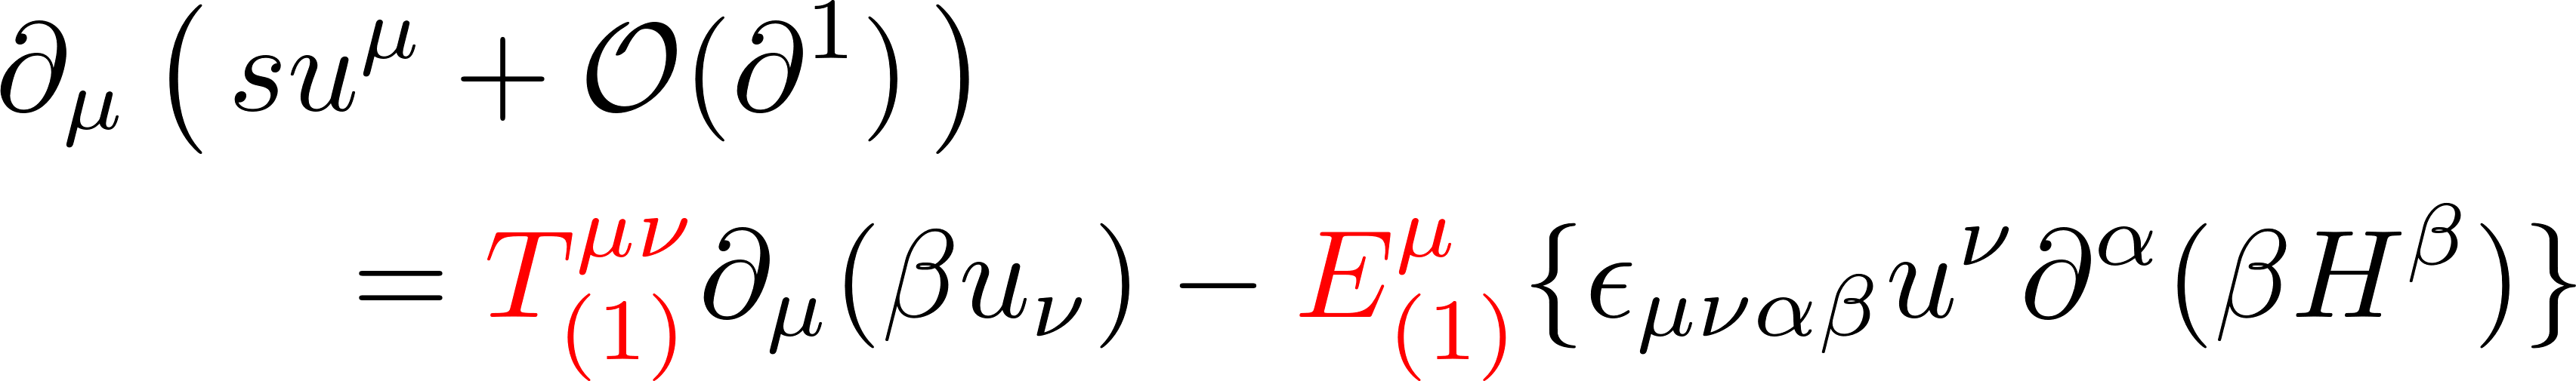 ∂_μ ( su^μ + 𝒪(∂^1) )
= T^{μν}_{(1)} ∂_μ(βu_ν) − E^μ_{(1)} {ϵ_{μναβ} u^ν ∂^α (βH^β)}